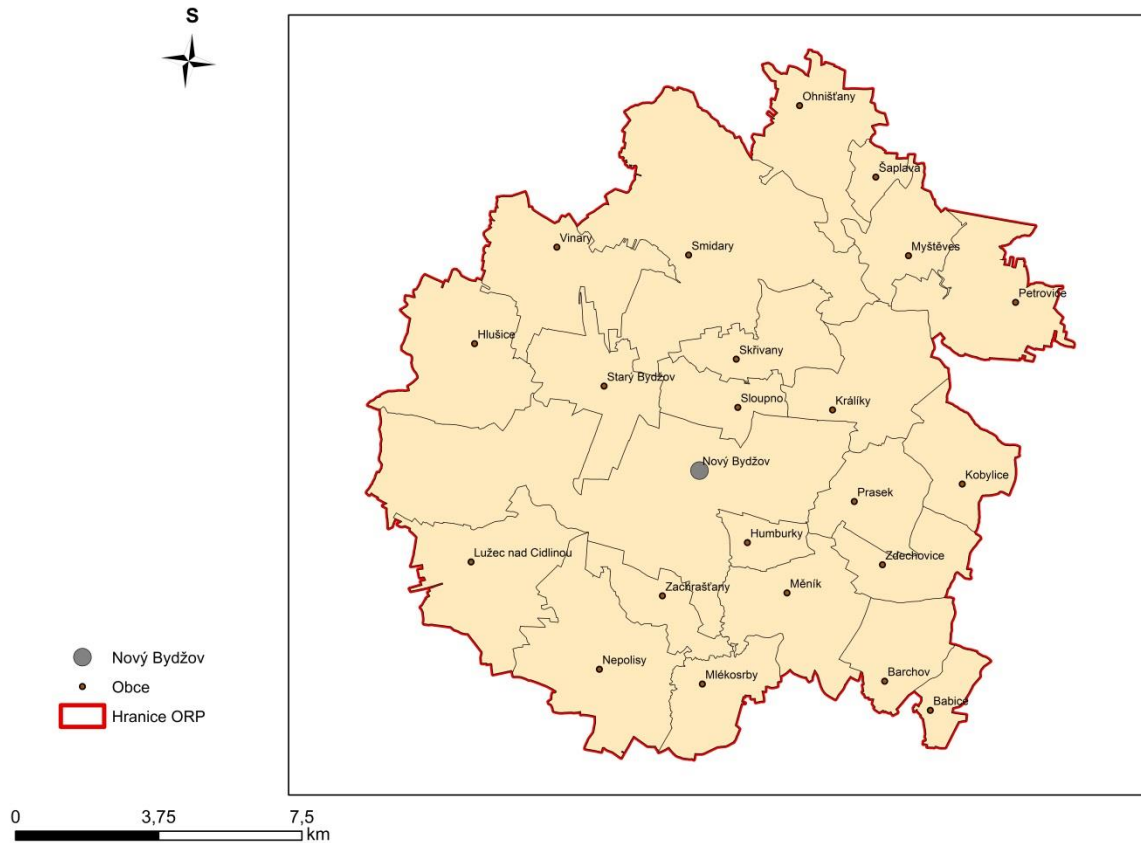 S
Ohnišťany
Šaplava
Vinary
Smidary
Myštěves
Petrovice
Hlušice
Skřivany
Starý Bydžov
Sloupno
Králíky
Nový Bydžov
Kobylice
Prasek
Humburky
Lužec nad Cidlinou
Zdechovice
Zachrašťany
Měník
Nepolisy
Mlékosrby
Barchov
Babice
Nový Bydžov
Obce
Hranice ORP
0 3,75 7,5
km